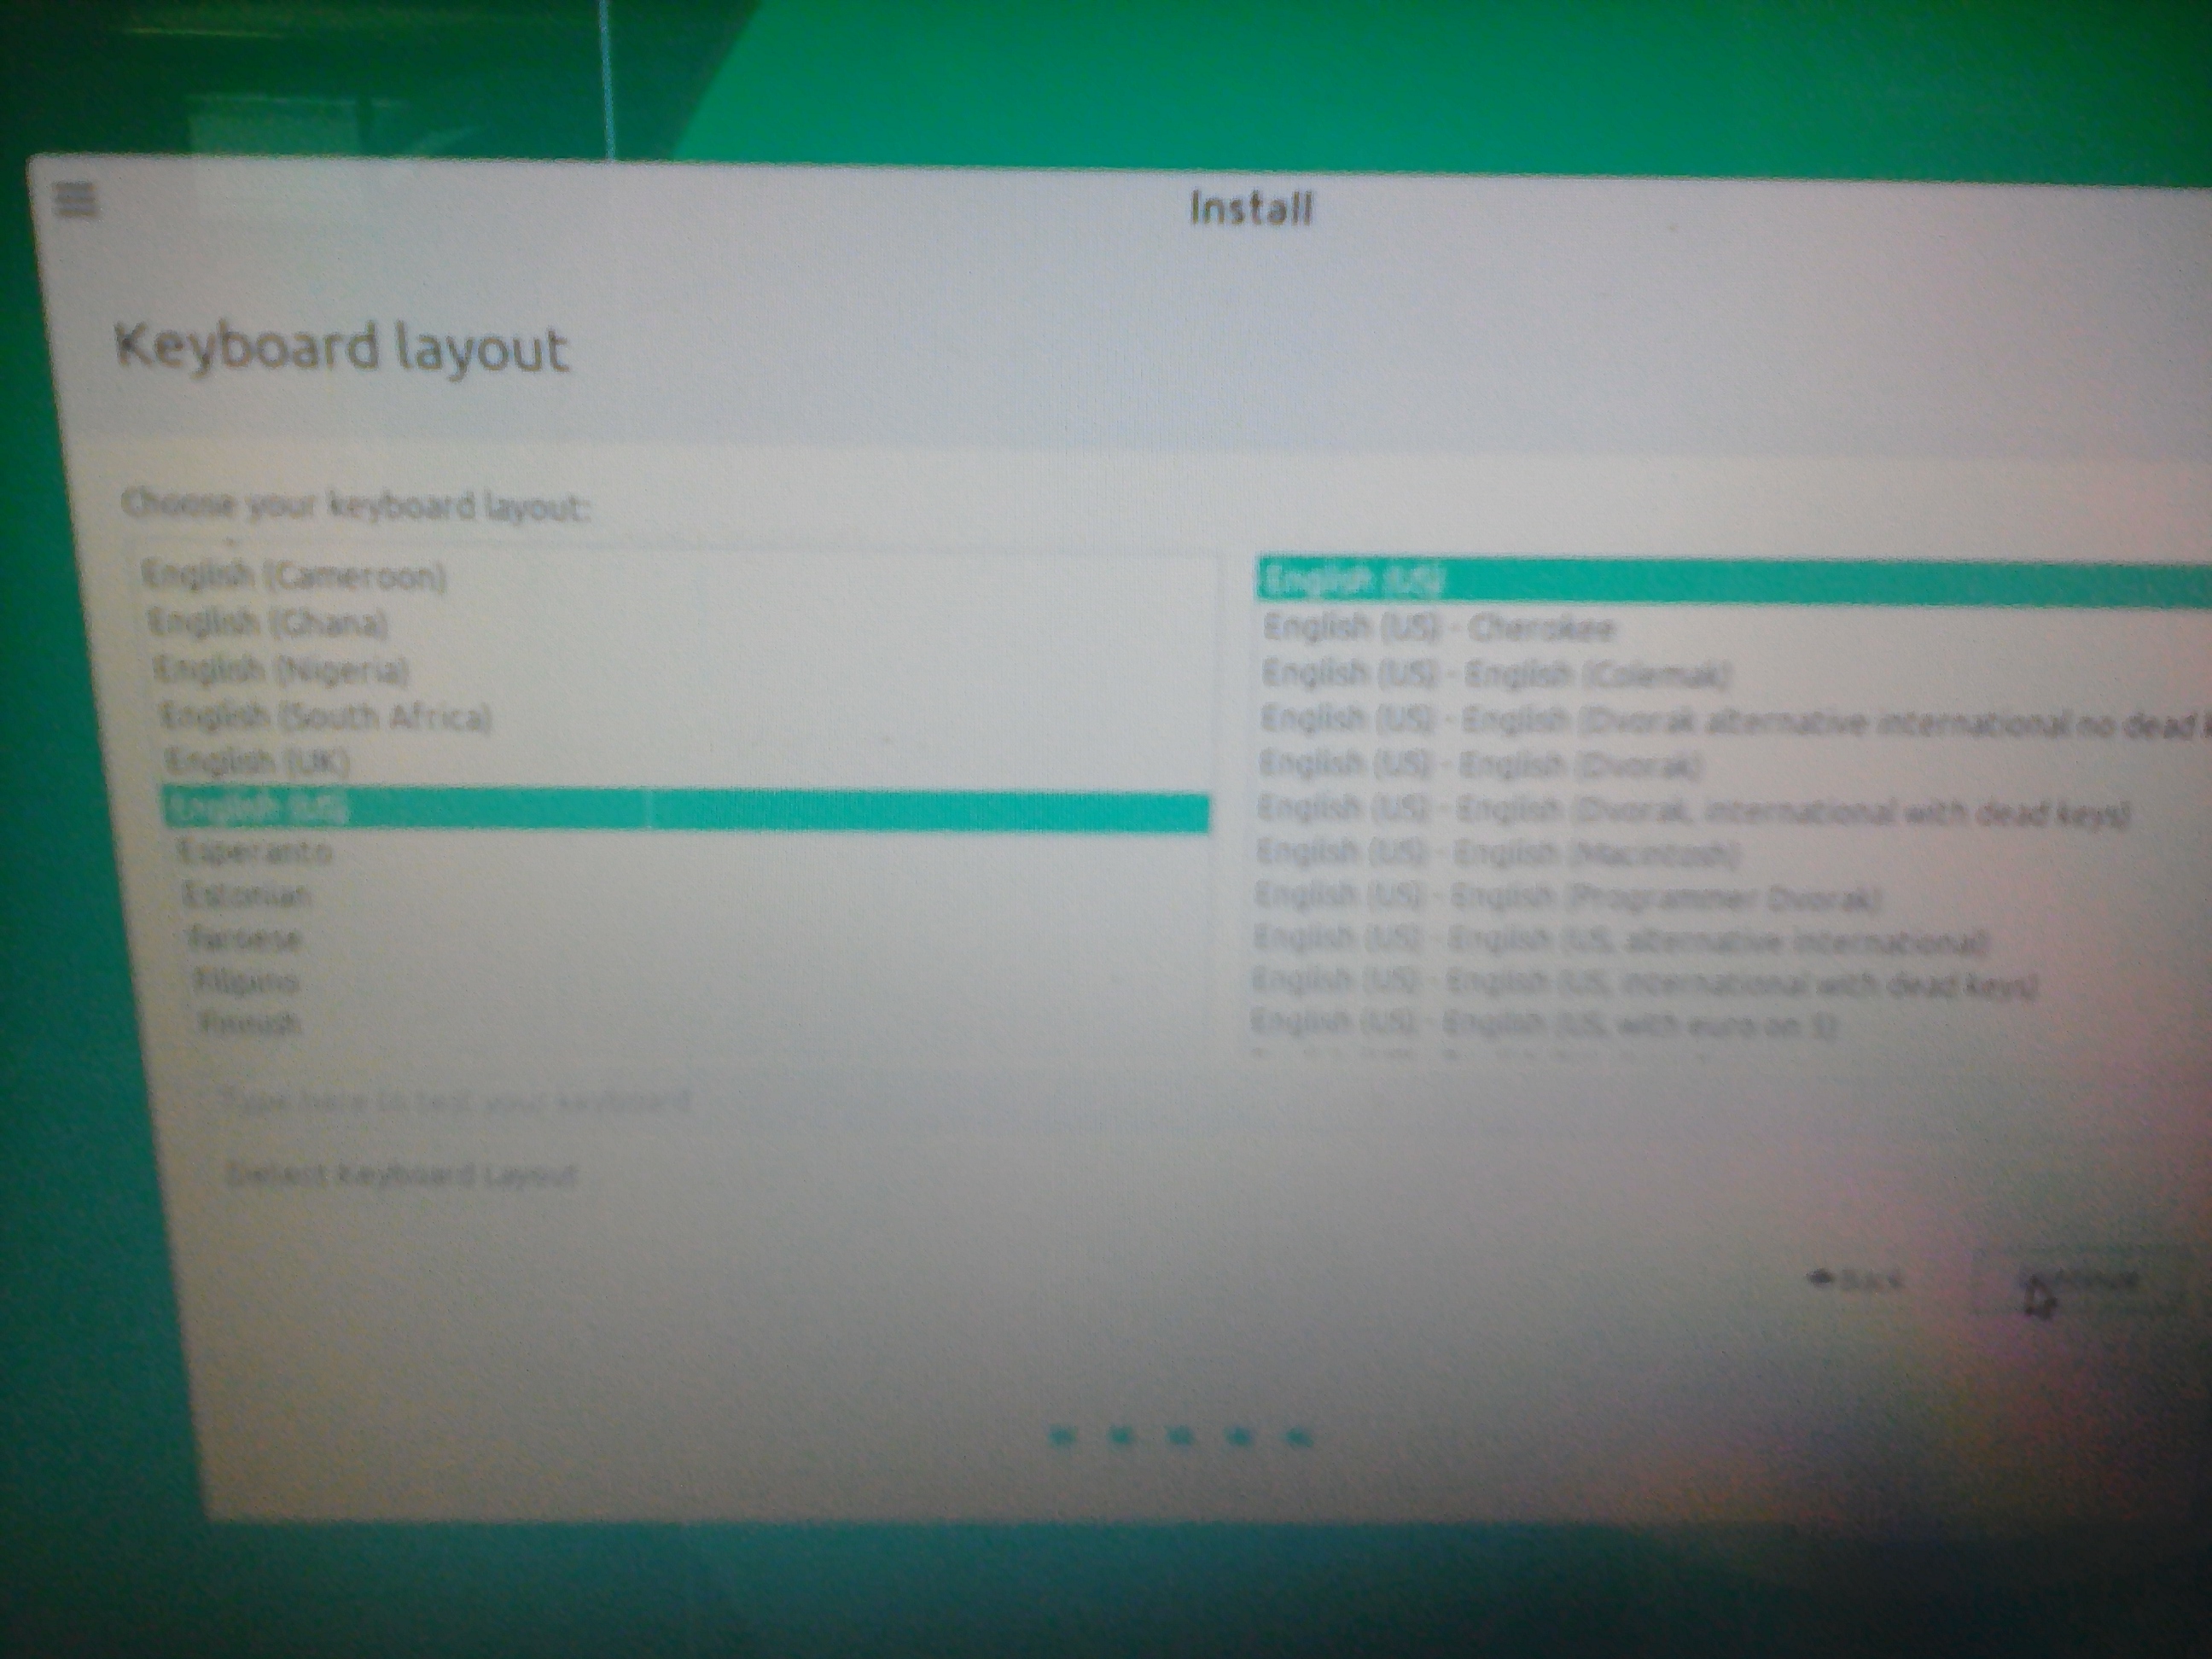 Install
Keyboard layout
Choose your keyboard layout:
English (Cameroon)
English (Ghana)
English (Nigeria)
English (South Africa)
English (UK)
English (US)
Esperanto
Estonian
Faroese
Filipino
Finnish
English (US)
English (US) - Cherokee
English (US) - English (Colemak)
English (US) - English (Dvorak alternative international no dead k
English (US) - English (Dvorak)
English (US) - English (Dvorak, international with dead keys)
English (US) - English (Macintosh)
English (US) - English (Programmer Dvorak)
English (US) - English (US, alternative international)
English (US) - English (US, international with dead keys)
English (US) - English (US, with euro on 5)
Type here to test your keyboard
Detect Keyboard Layout
Back
Continue